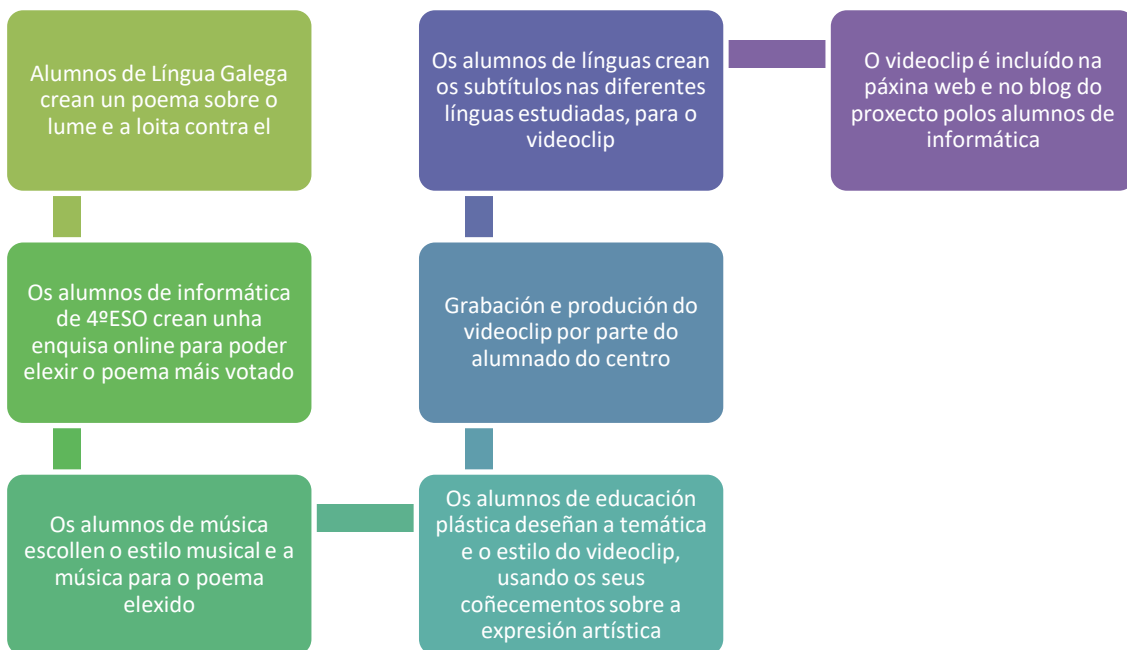 Alumnos de Língua Galega
crean un poema sobre o
lume e a loita contra el
Os alumnos de informática
de 4ºESO crean unha
enquisa online para poder
elexir o poema máis votado
Os alumnos de música
escollen o estilo musical e a
música para o poema
elexido
Os alumnos de educación
plástica deseñan a temática
e o estilo do videoclip,
usando os seus
coñecementos sobre a
expresión artística
Grabación e produción do
videoclip por parte do
alumnado do centro
Os alumnos de línguas crean
os subtítulos nas diferentes
línguas estudiadas, para o
videoclip
O videoclip é incluído na
páxina web e no blog do
proxecto polos alumnos de
informática